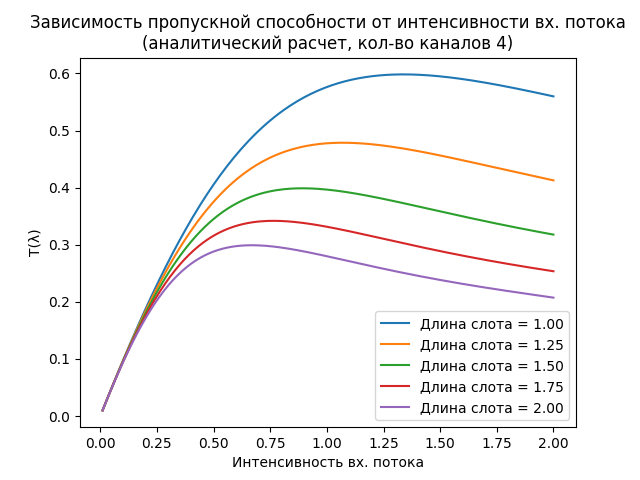 Зависимость пропускной способности от интенсивности вх. потока
(аналитический расчет, кол-во каналов 4)
T(λ)
0.6
0.5
0.4
0.3
0.2
0.1
0.0
Длина слота = 1.00
Длина слота = 1.25
Длина слота = 1.50
Длина слота = 1.75
Длина слота = 2.00
0.00 0.25 0.50 0.75 1.00 1.25 1.50 1.75 2.00
Интенсивность вх. потока